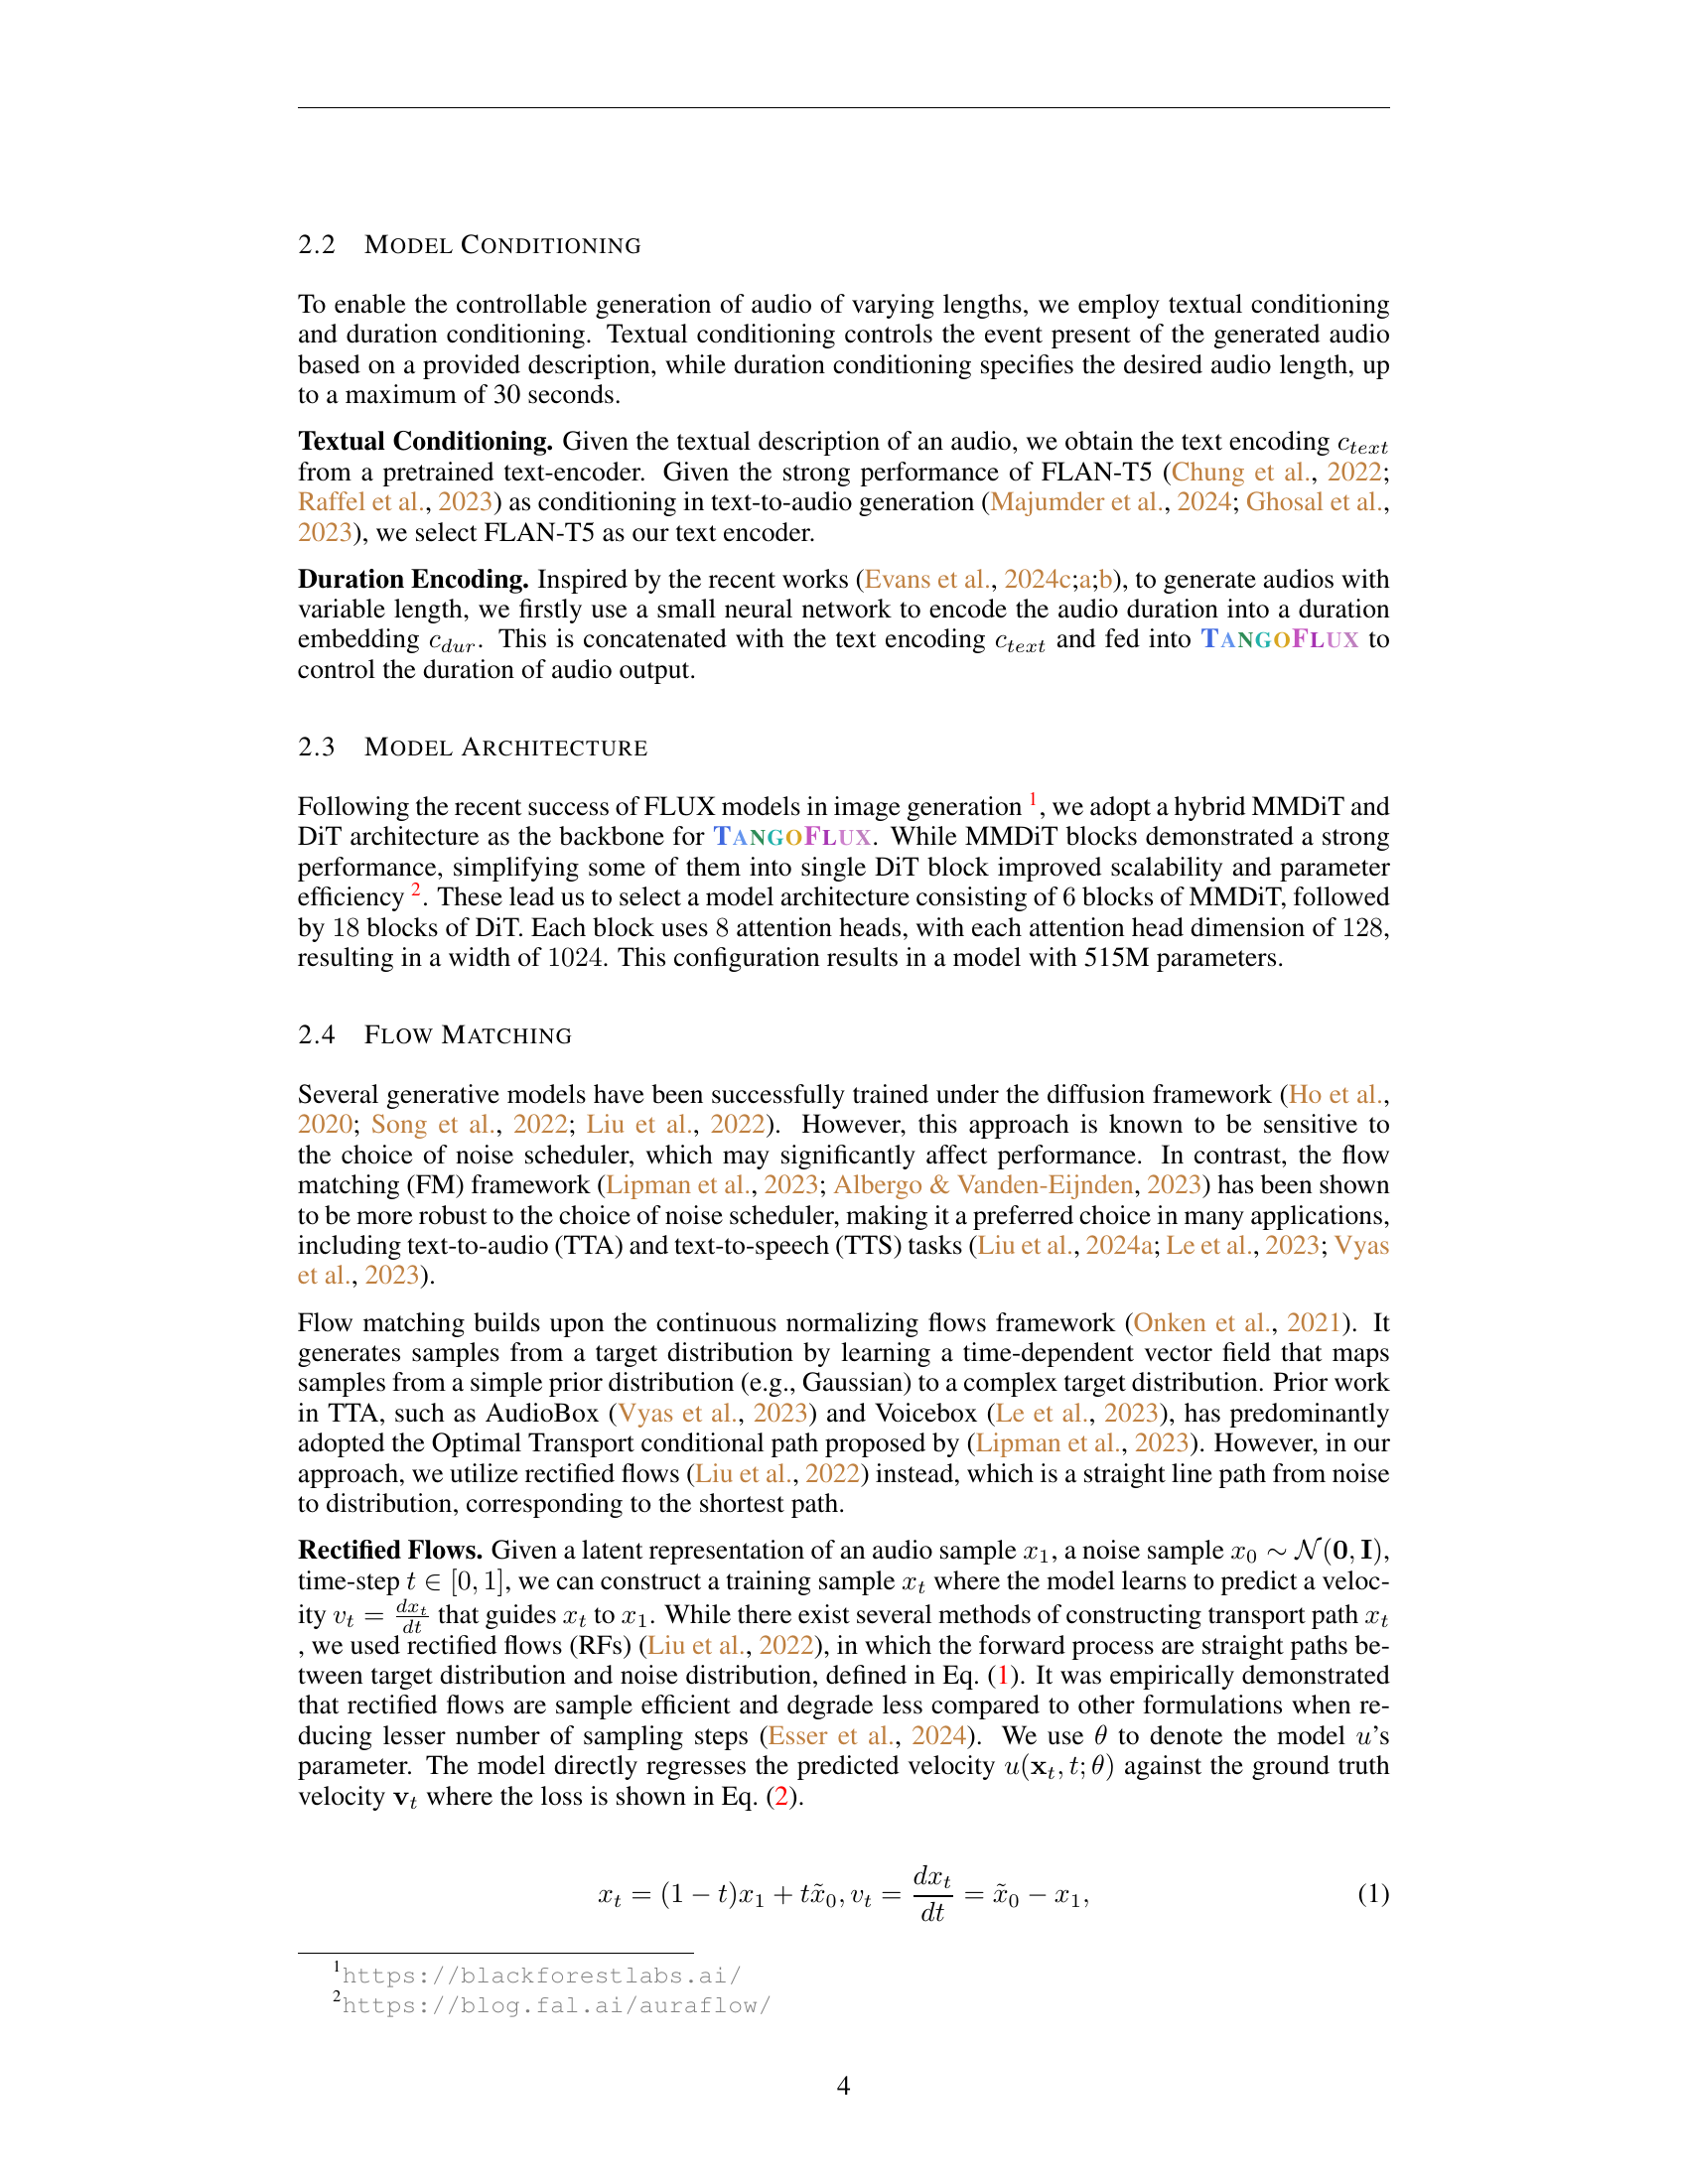 2.2 MODEL CONDITIONING
To enable the controllable generation of audio of varying lengths, we employ textual conditioning
and duration conditioning. Textual conditioning controls the event present of the generated audio
based on a provided description, while duration conditioning specifies the desired audio length, up
to a maximum of 30 seconds.
Textual Conditioning. Given the textual description of an audio, we obtain the text encoding c_{text}
from a pretrained text-encoder. Given the strong performance of FLAN-T5 (Chung et al., 2022;
Raffel et al., 2023) as conditioning in text-to-audio generation (Majumder et al., 2024; Ghosal et al.,
2023), we select FLAN-T5 as our text encoder.
Duration Encoding. Inspired by the recent works (Evans et al., 2024c;a;b), to generate audios with
variable length, we firstly use a small neural network to encode the audio duration into a duration
embedding c_{dur}. This is concatenated with the text encoding c_{text} and fed into TANGOFLUX to
control the duration of audio output.
2.3 MODEL ARCHITECTURE
Following the recent success of FLUX models in image generation ¹, we adopt a hybrid MMDiT and
DiT architecture as the backbone for TANGOFLUX. While MMDiT blocks demonstrated a strong
performance, simplifying some of them into single DiT block improved scalability and parameter
efficiency ². These lead us to select a model architecture consisting of 6 blocks of MMDiT, followed
by 18 blocks of DiT. Each block uses 8 attention heads, with each attention head dimension of 128,
resulting in a width of 1024. This configuration results in a model with 515M parameters.
2.4 FLOW MATCHING
Several generative models have been successfully trained under the diffusion framework (Ho et al.,
2020; Song et al., 2022; Liu et al., 2022). However, this approach is known to be sensitive to
the choice of noise scheduler, which may significantly affect performance. In contrast, the flow
matching (FM) framework (Lipman et al., 2023; Albergo & Vanden-Eijnden, 2023) has been shown
to be more robust to the choice of noise scheduler, making it a preferred choice in many applications,
including text-to-audio (TTA) and text-to-speech (TTS) tasks (Liu et al., 2024a; Le et al., 2023; Vyas
et al., 2023).
Flow matching builds upon the continuous normalizing flows framework (Onken et al., 2021). It
generates samples from a target distribution by learning a time-dependent vector field that maps
samples from a simple prior distribution (e.g., Gaussian) to a complex target distribution. Prior work
in TTA, such as AudioBox (Vyas et al., 2023) and Voicebox (Le et al., 2023), has predominantly
adopted the Optimal Transport conditional path proposed by (Lipman et al., 2023). However, in our
approach, we utilize rectified flows (Liu et al., 2022) instead, which is a straight line path from noise
to distribution, corresponding to the shortest path.
Rectified Flows. Given a latent representation of an audio sample x_1, a noise sample x_0 ∼ N(0, I),
time-step t ∈ [0, 1], we can construct a training sample x_t where the model learns to predict a veloc-
ity v_t = dx_t/dt that guides x_t to x_1. While there exist several methods of constructing transport path x_t
, we used rectified flows (RFs) (Liu et al., 2022), in which the forward process are straight paths be-
tween target distribution and noise distribution, defined in Eq. (1). It was empirically demonstrated
that rectified flows are sample efficient and degrade less compared to other formulations when re-
ducing lesser number of sampling steps (Esser et al., 2024). We use θ to denote the model u's
parameter. The model directly regresses the predicted velocity u(x_t, t; θ) against the ground truth
velocity v_t where the loss is shown in Eq. (2).
x_t = (1 − t)x_1 + tx̃_0, v_t = dx_t/dt = x̃_0 − x_1, (1)
¹https://blackforestlabs.ai/
²https://blog.fal.ai/auraflow/
4